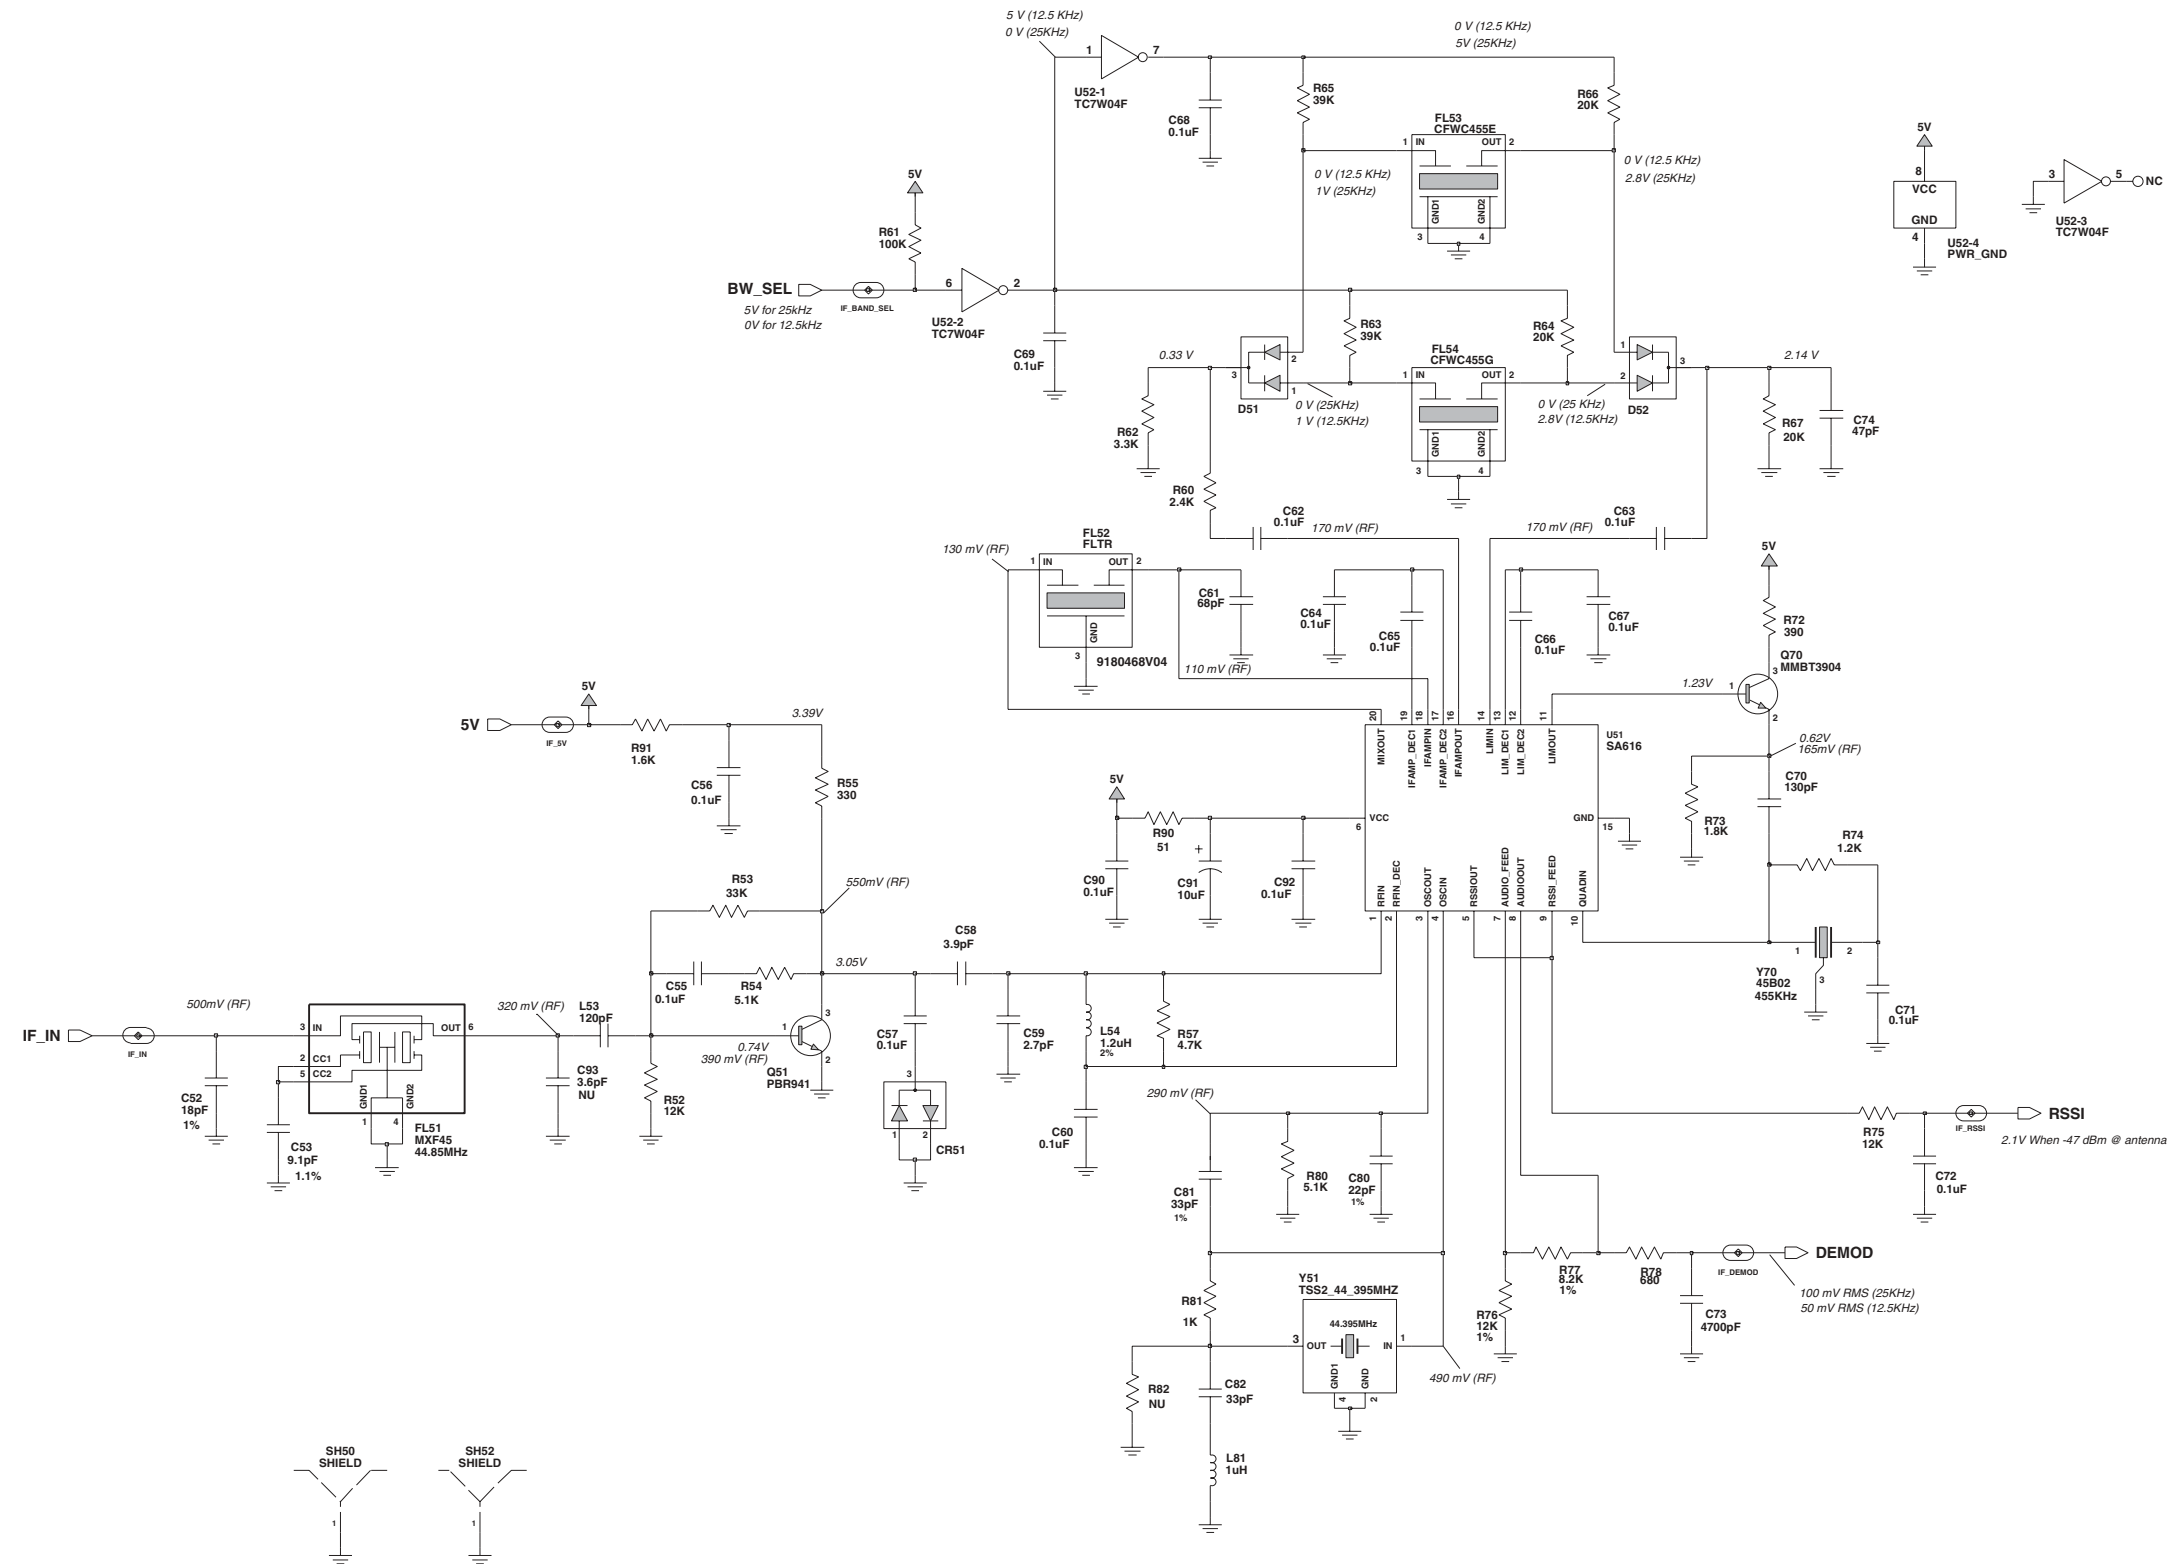 5 V (12.5 KHz)
0 V (25KHz)
1
7
U52-1
TC7W04F
0 V (12.5 KHz)
5V (25KHz)
C68
0.1uF
R65
39K
R66
20K
FL53
CFWC455E
1
IN
OUT
2
GND1
GND2
3
4
0 V (12.5 KHz)
1V (25KHz)
0 V (12.5 KHz)
2.8V (25KHz)
5V
8
VCC
GND
4
U52-4
PWR_GND
3
5
NC
U52-3
TC7W04F
5V
R61
100K
BW_SEL
5V for 25kHz
0V for 12.5kHz
IF_BAND_SEL
6
2
U52-2
TC7W04F
C69
0.1uF
R63
39K
R64
20K
FL54
CFWC455G
1
IN
OUT
2
GND1
GND2
3
4
0.33 V
3
2
1
D51
0 V (25KHz)
1 V (12.5KHz)
0 V (25 KHz)
2.8V (12.5KHz)
1
2
3
D52
2.14 V
R62
3.3K
R67
20K
C74
47pF
R60
2.4K
C62
0.1uF
170 mV (RF)
170 mV (RF)
C63
0.1uF
130 mV (RF)
FL52
FLTR
1
IN
OUT
2
GND
3
9180468V04
C61
68pF
110 mV (RF)
C64
0.1uF
C65
0.1uF
C66
0.1uF
C67
0.1uF
5V
R72
390
Q70
MMBT3904
3
1
2
1.23V
0.62V
165mV (RF)
U51
SA616
20
19
18
17
16
14
13
12
11
MIXOUT
IFAMP_DEC1
IFAMPIN
IFAMP_DEC2
IFAMPOUT
LIMIN
LIM_DEC1
LIM_DEC2
LIMOUT
VCC
6
GND
15
RFIN
RFIN_DEC
OSCOUT
OSCIN
RSSIOUT
AUDIO_FEED
AUDIOOUT
RSSI_FEED
QUADIN
1
2
3
4
5
7
8
9
10
5V
IF_5V
5V
R91
1.6K
3.39V
C56
0.1uF
R55
330
5V
R90
51
C90
0.1uF
+
C91
10uF
C92
0.1uF
C70
130pF
R73
1.8K
R74
1.2K
1
2
3
Y70
45B02
455KHz
C71
0.1uF
R53
33K
550mV (RF)
C55
0.1uF
R54
5.1K
3.05V
C58
3.9pF
IF_IN
IF_IN
500mV (RF)
C52
18pF
1%
3
IN
OUT
6
2
CC1
5
CC2
GND1
GND2
1
4
FL51
MXF45
44.85MHz
C53
9.1pF
1.1%
320 mV (RF)
L53
120pF
C93
3.6pF
NU
R52
12K
1
3
2
0.74V
390 mV (RF)
Q51
PBR941
C57
0.1uF
3
1
2
CR51
C59
2.7pF
L54
1.2uH
2%
R57
4.7K
C60
0.1uF
290 mV (RF)
C81
33pF
1%
R80
5.1K
C80
22pF
1%
R75
12K
IF_RSSI
RSSI
2.1V When -47 dBm @ antenna
C72
0.1uF
R81
1K
Y51
TSS2_44_395MHZ
44.395MHz
3
OUT
IN
1
GND1
GND
4
2
490 mV (RF)
R82
NU
C82
33pF
L81
1uH
R76
12K
1%
R77
8.2K
1%
R78
680
IF_DEMOD
DEMOD
100 mV RMS (25KHz)
50 mV RMS (12.5KHz)
C73
4700pF
SH50
SHIELD
1
SH52
SHIELD
1